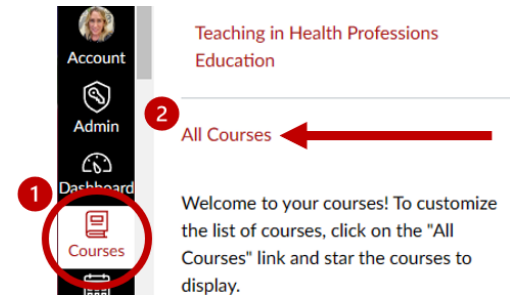 Account
Admin
Dashboard
1
Courses
Teaching in Health Professions
Education
2
All Courses
Welcome to your courses! To customize
the list of courses, click on the "All
Courses" link and star the courses to
display.